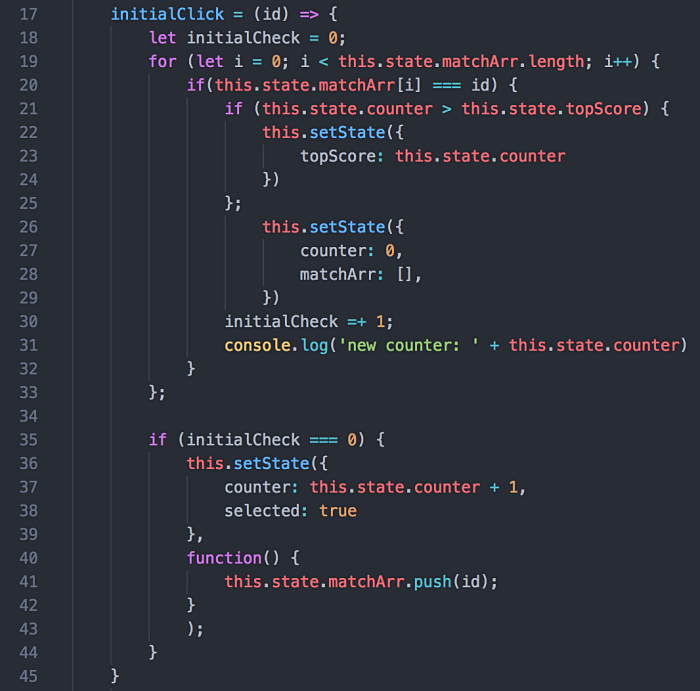 17 initialClick = (id) => {
18 let initialCheck = 0;
19 for (let i = 0; i < this.state.matchArr.length; i++) {
20 if(this.state.matchArr[i] === id) {
21 if (this.state.counter > this.state.topScore) {
22 this.setState({
23 topScore: this.state.counter
24 })
25 };
26 this.setState({
27 counter: 0,
28 matchArr: [],
29 })
30 initialCheck =+ 1;
31 console.log('new counter: ' + this.state.counter)
32 }
33 };
34
35 if (initialCheck === 0) {
36 this.setState({
37 counter: this.state.counter + 1,
38 selected: true
39 },
40 function() {
41 this.state.matchArr.push(id);
42 }
43 );
44 }
45 }